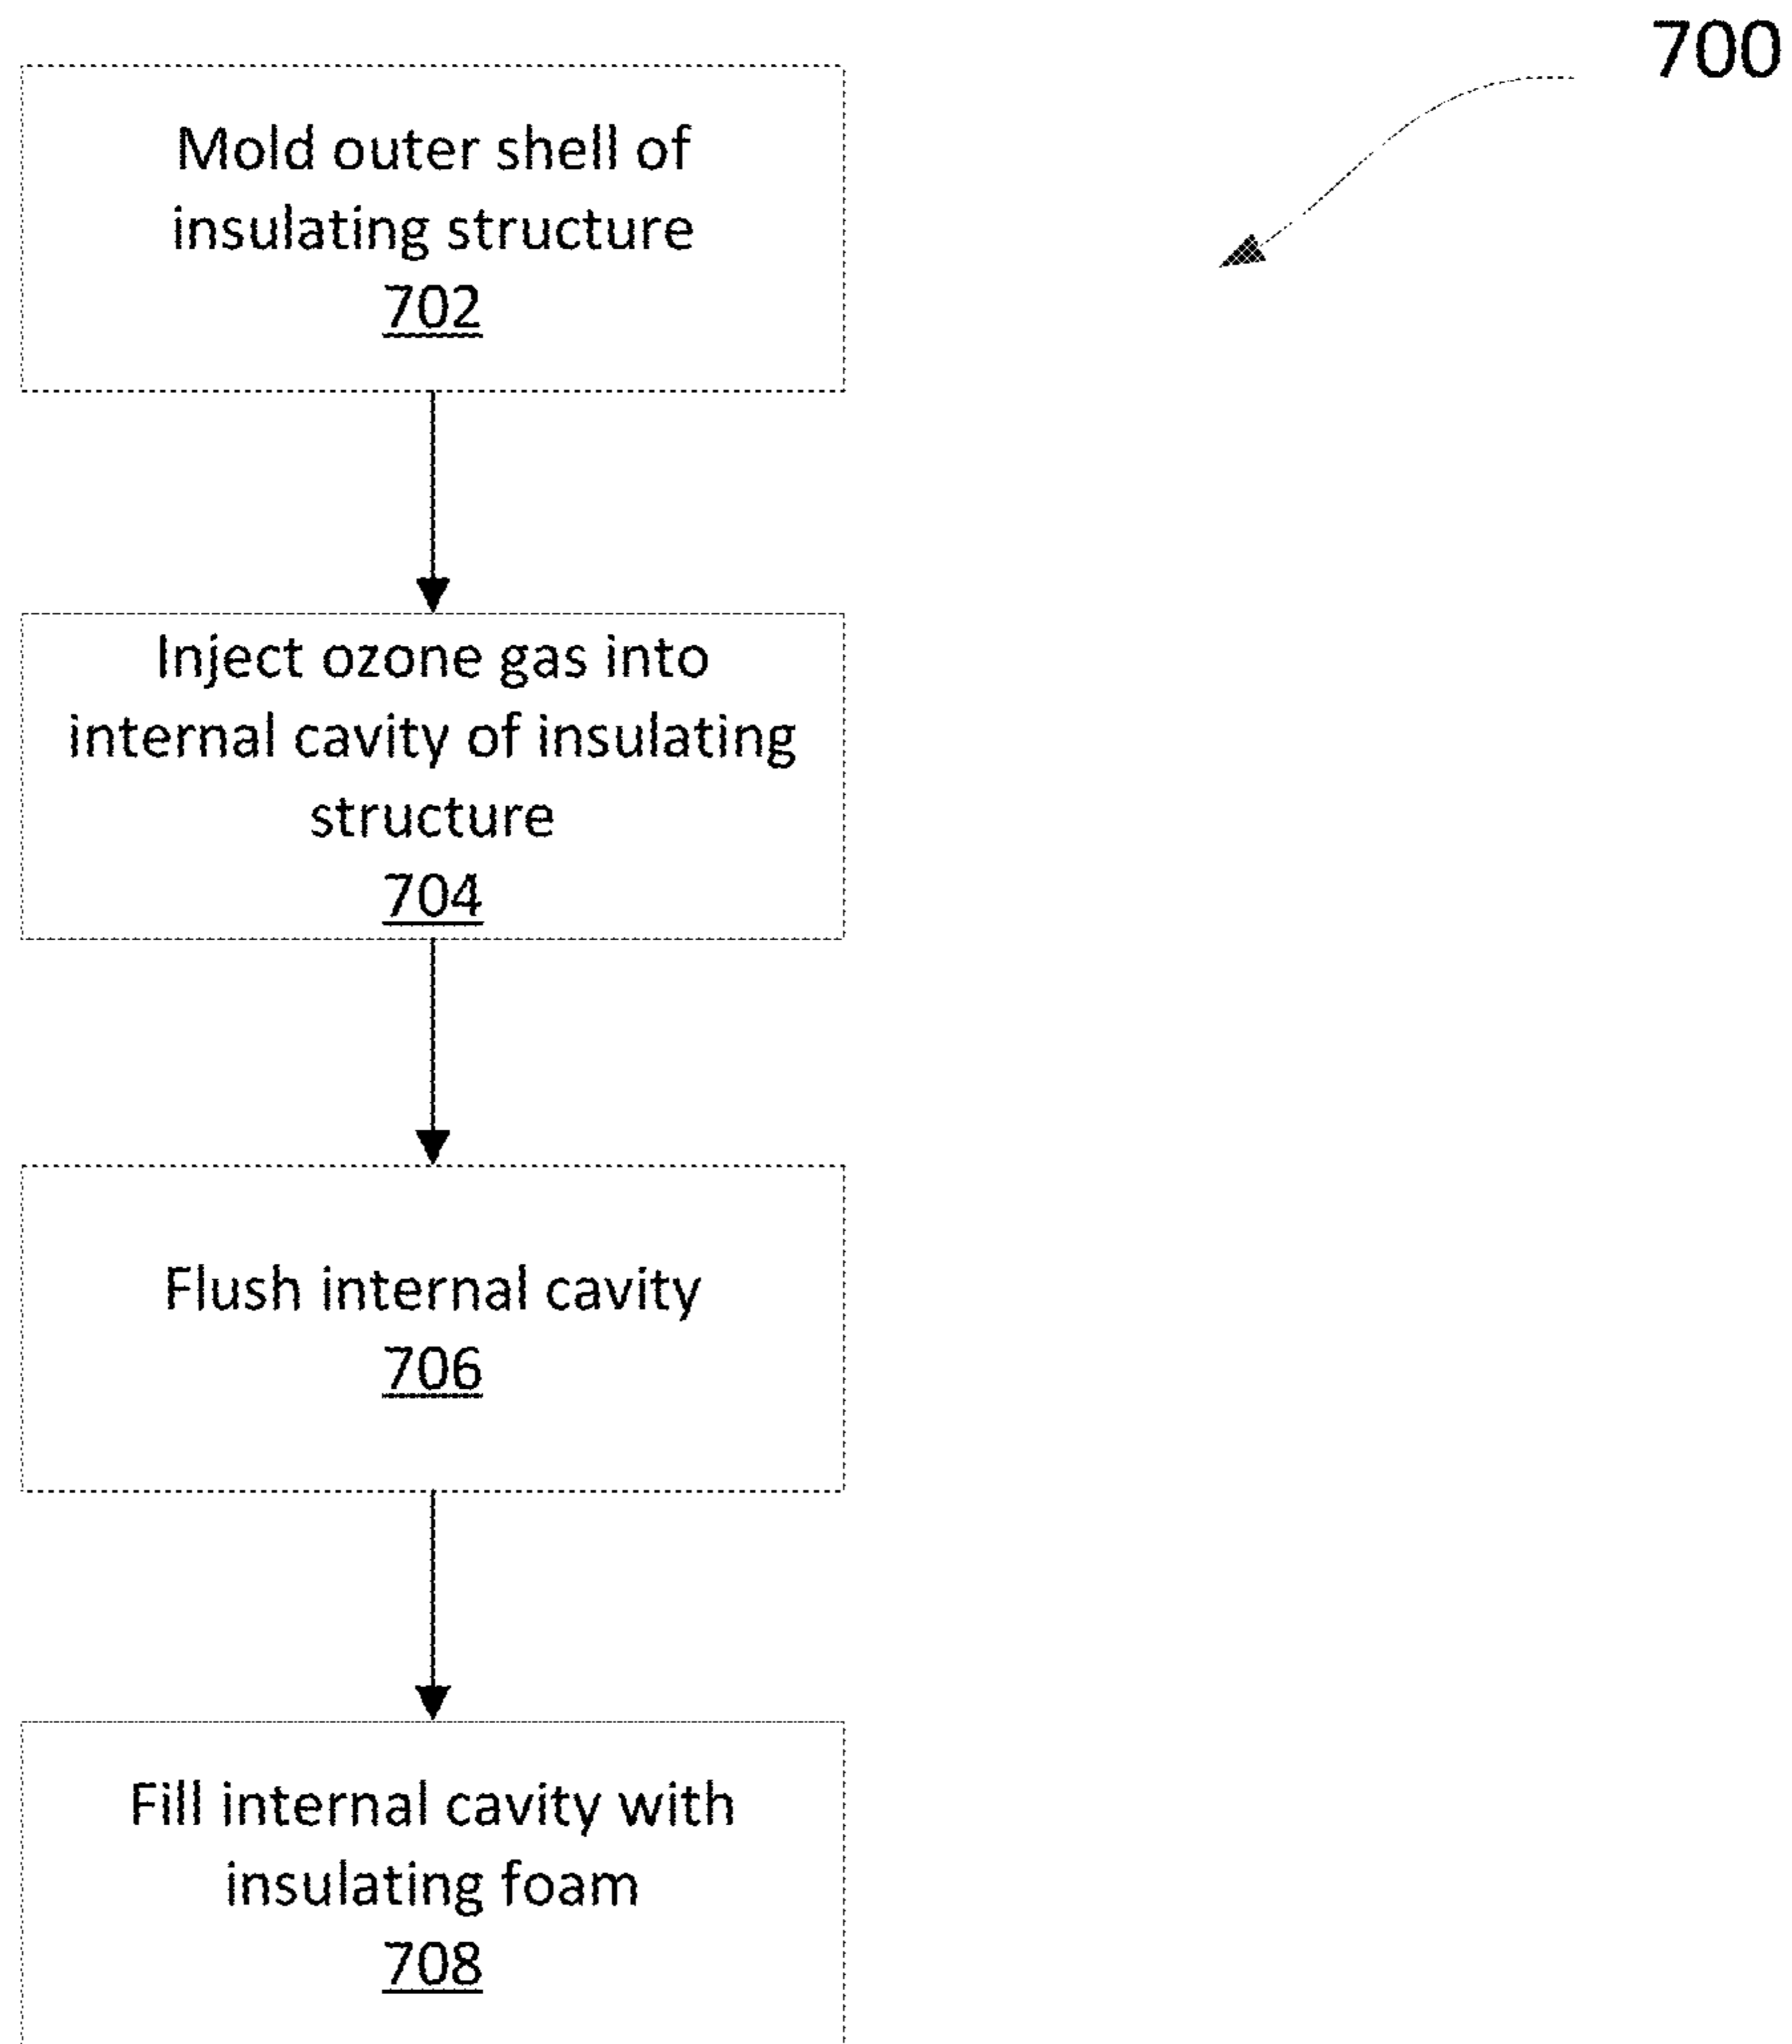 700
Mold outer shell of
insulating structure
702
Inject ozone gas into
internal cavity of insulating
structure
704
Flush internal cavity
706
Fill internal cavity with
insulating foam
708